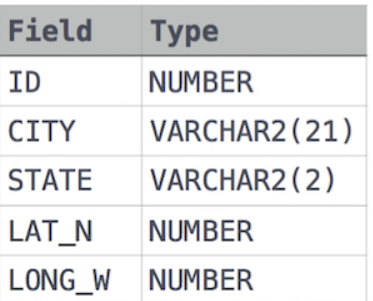 Field Type
ID NUMBER
CITY VARCHAR2(21)
STATE VARCHAR2(2)
LAT_N NUMBER
LONG_W NUMBER